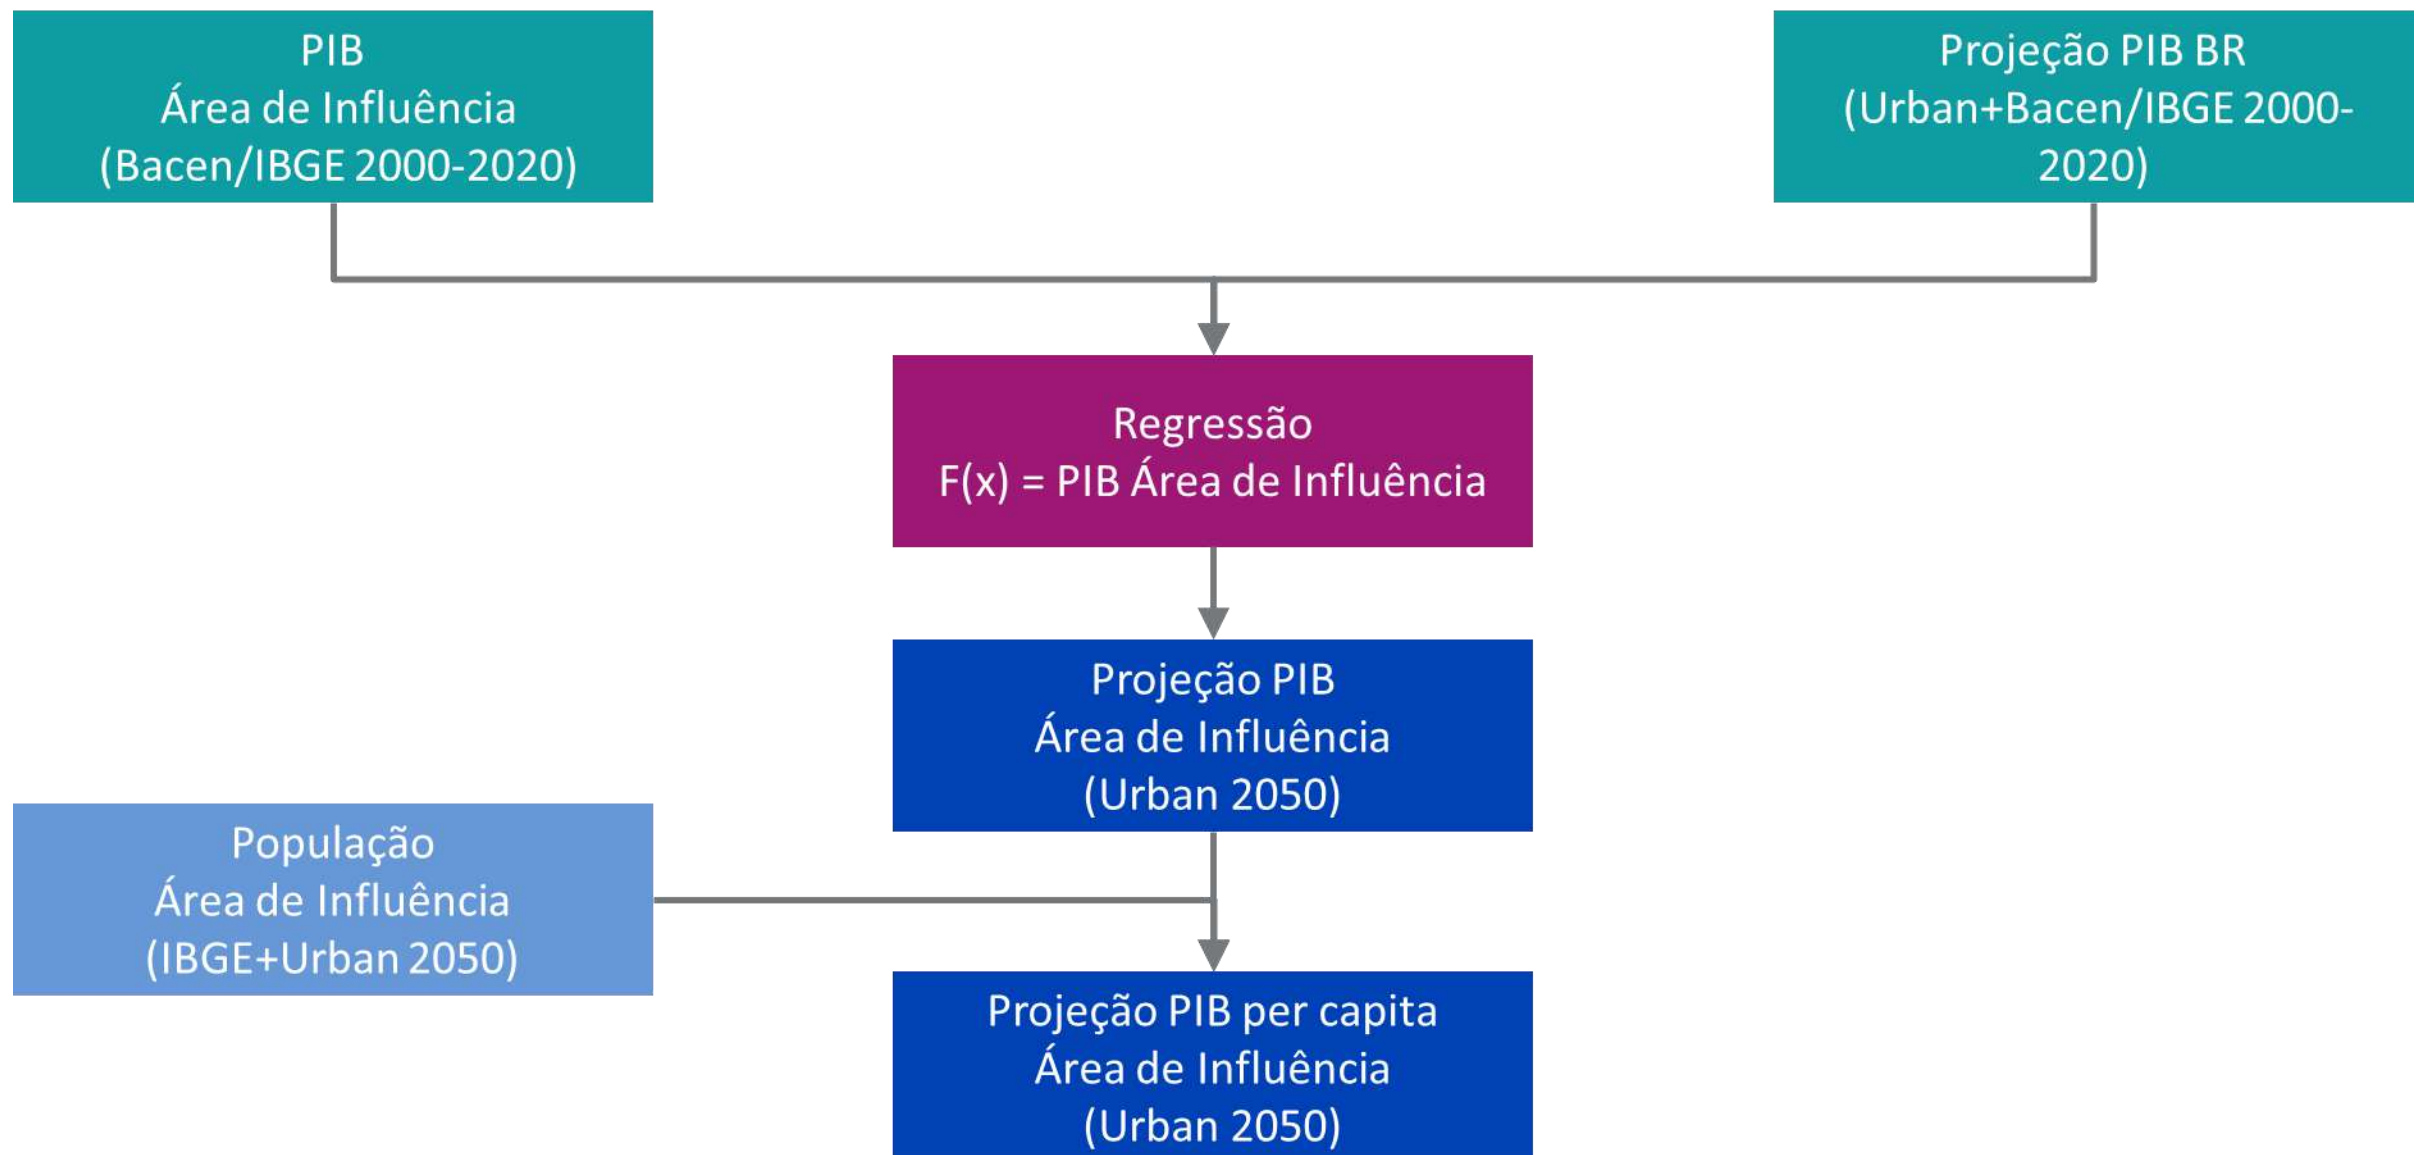 PIB
Área de Influência
(Bacen/IBGE 2000-2020)
Projeção PIB BR
(Urban+Bacen/IBGE 2000-
2020)
Regressão
F(x) = PIB Área de Influência
Projeção PIB
Área de Influência
(Urban 2050)
População
Área de Influência
(IBGE+Urban 2050)
Projeção PIB per capita
Área de Influência
(Urban 2050)